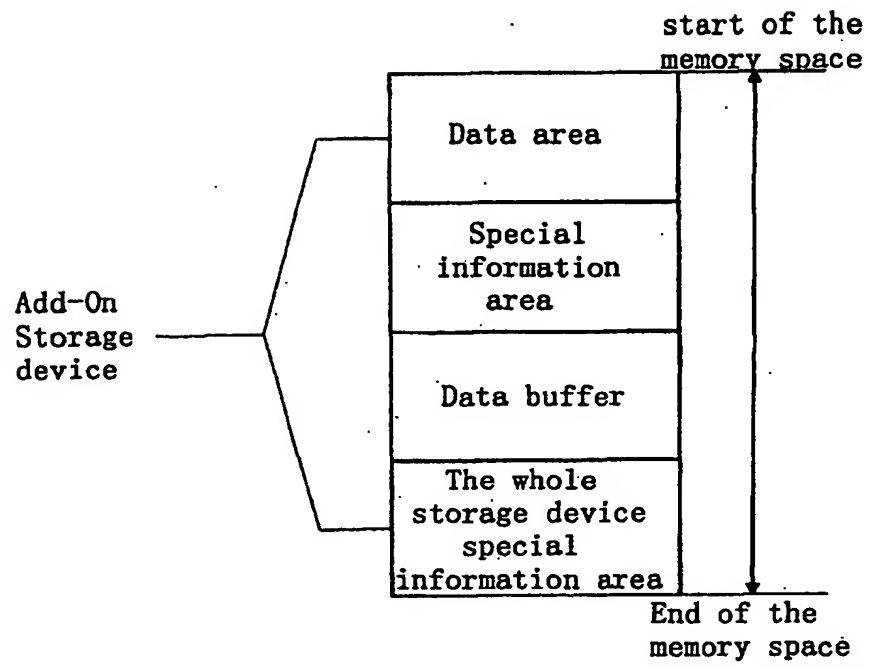 start of the
memory space
Data area
Special
information
area
Add-On
Storage
device
Data buffer
The whole
storage device
special
information area
End of the
memory space